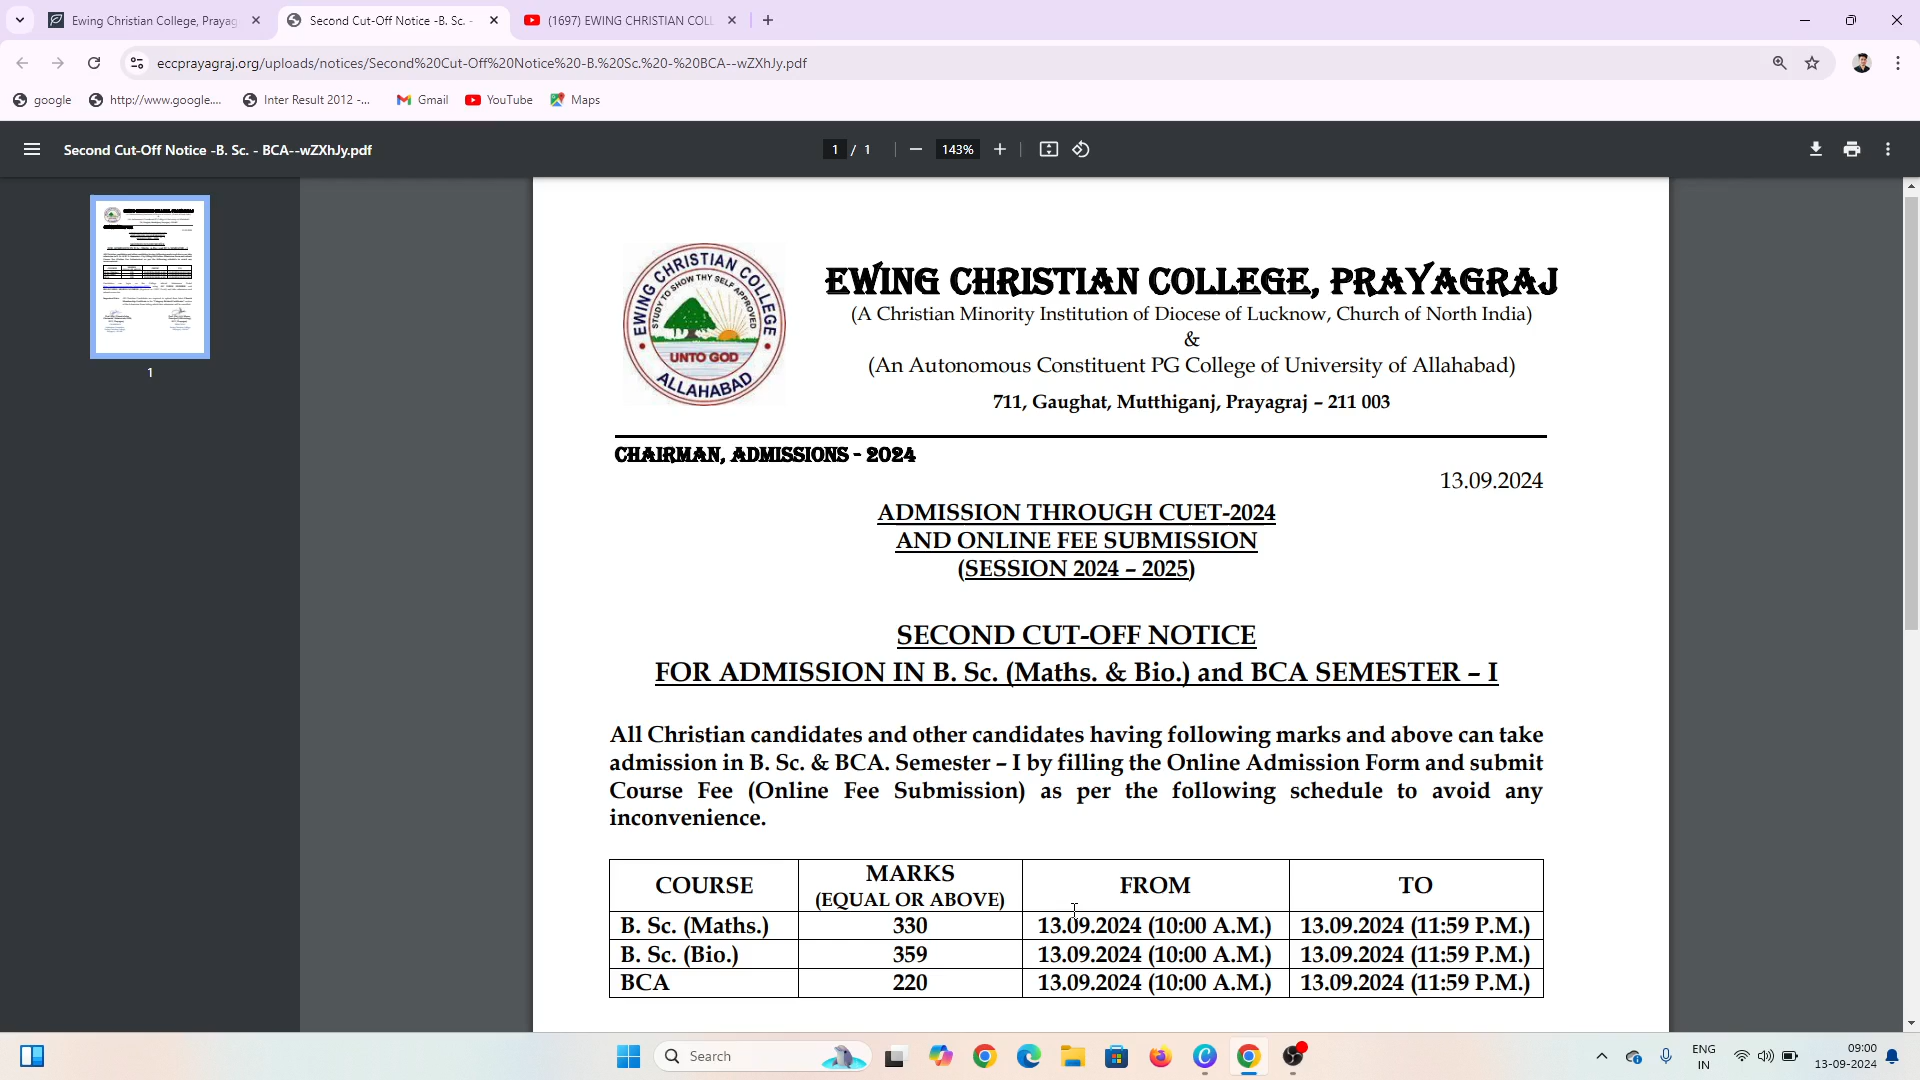 Ewing Christian College, Prayag
Second Cut-Off Notice -B. Sc. -
(1697) EWING CHRISTIAN COLL
eccprayagraj.org/uploads/notices/Second%20Cut-Off%20Notice%20-B.%20Sc.%20-%20BCA--wZXhJy.pdf
google
http://www.google....
Inter Result 2012 -...
Gmail
YouTube
Maps
Second Cut-Off Notice -B. Sc. - BCA--wZXhJy.pdf
1 / 1
143%
1
EWING CHRISTIAN COLLEGE
STUDY TO SHOW THY SELF APPROVED
UNTO GOD
ALLAHABAD
EWING CHRISTIAN COLLEGE, PRAYAGRAJ
(A Christian Minority Institution of Diocese of Lucknow, Church of North India)
&
(An Autonomous Constituent PG College of University of Allahabad)
711, Gaughat, Mutthiganj, Prayagraj – 211 003
CHAIRMAN, ADMISSIONS - 2024
13.09.2024
ADMISSION THROUGH CUET-2024
AND ONLINE FEE SUBMISSION
(SESSION 2024 – 2025)
SECOND CUT-OFF NOTICE
FOR ADMISSION IN B. Sc. (Maths. & Bio.) and BCA SEMESTER – I
All Christian candidates and other candidates having following marks and above can take
admission in B. Sc. & BCA. Semester – I by filling the Online Admission Form and submit
Course Fee (Online Fee Submission) as per the following schedule to avoid any
inconvenience.
COURSE MARKS (EQUAL OR ABOVE) FROM TO
B. Sc. (Maths.) 330 13.09.2024 (10:00 A.M.) 13.09.2024 (11:59 P.M.)
B. Sc. (Bio.) 359 13.09.2024 (10:00 A.M.) 13.09.2024 (11:59 P.M.)
BCA 220 13.09.2024 (10:00 A.M.) 13.09.2024 (11:59 P.M.)
Search
ENG
IN
09:00
13-09-2024